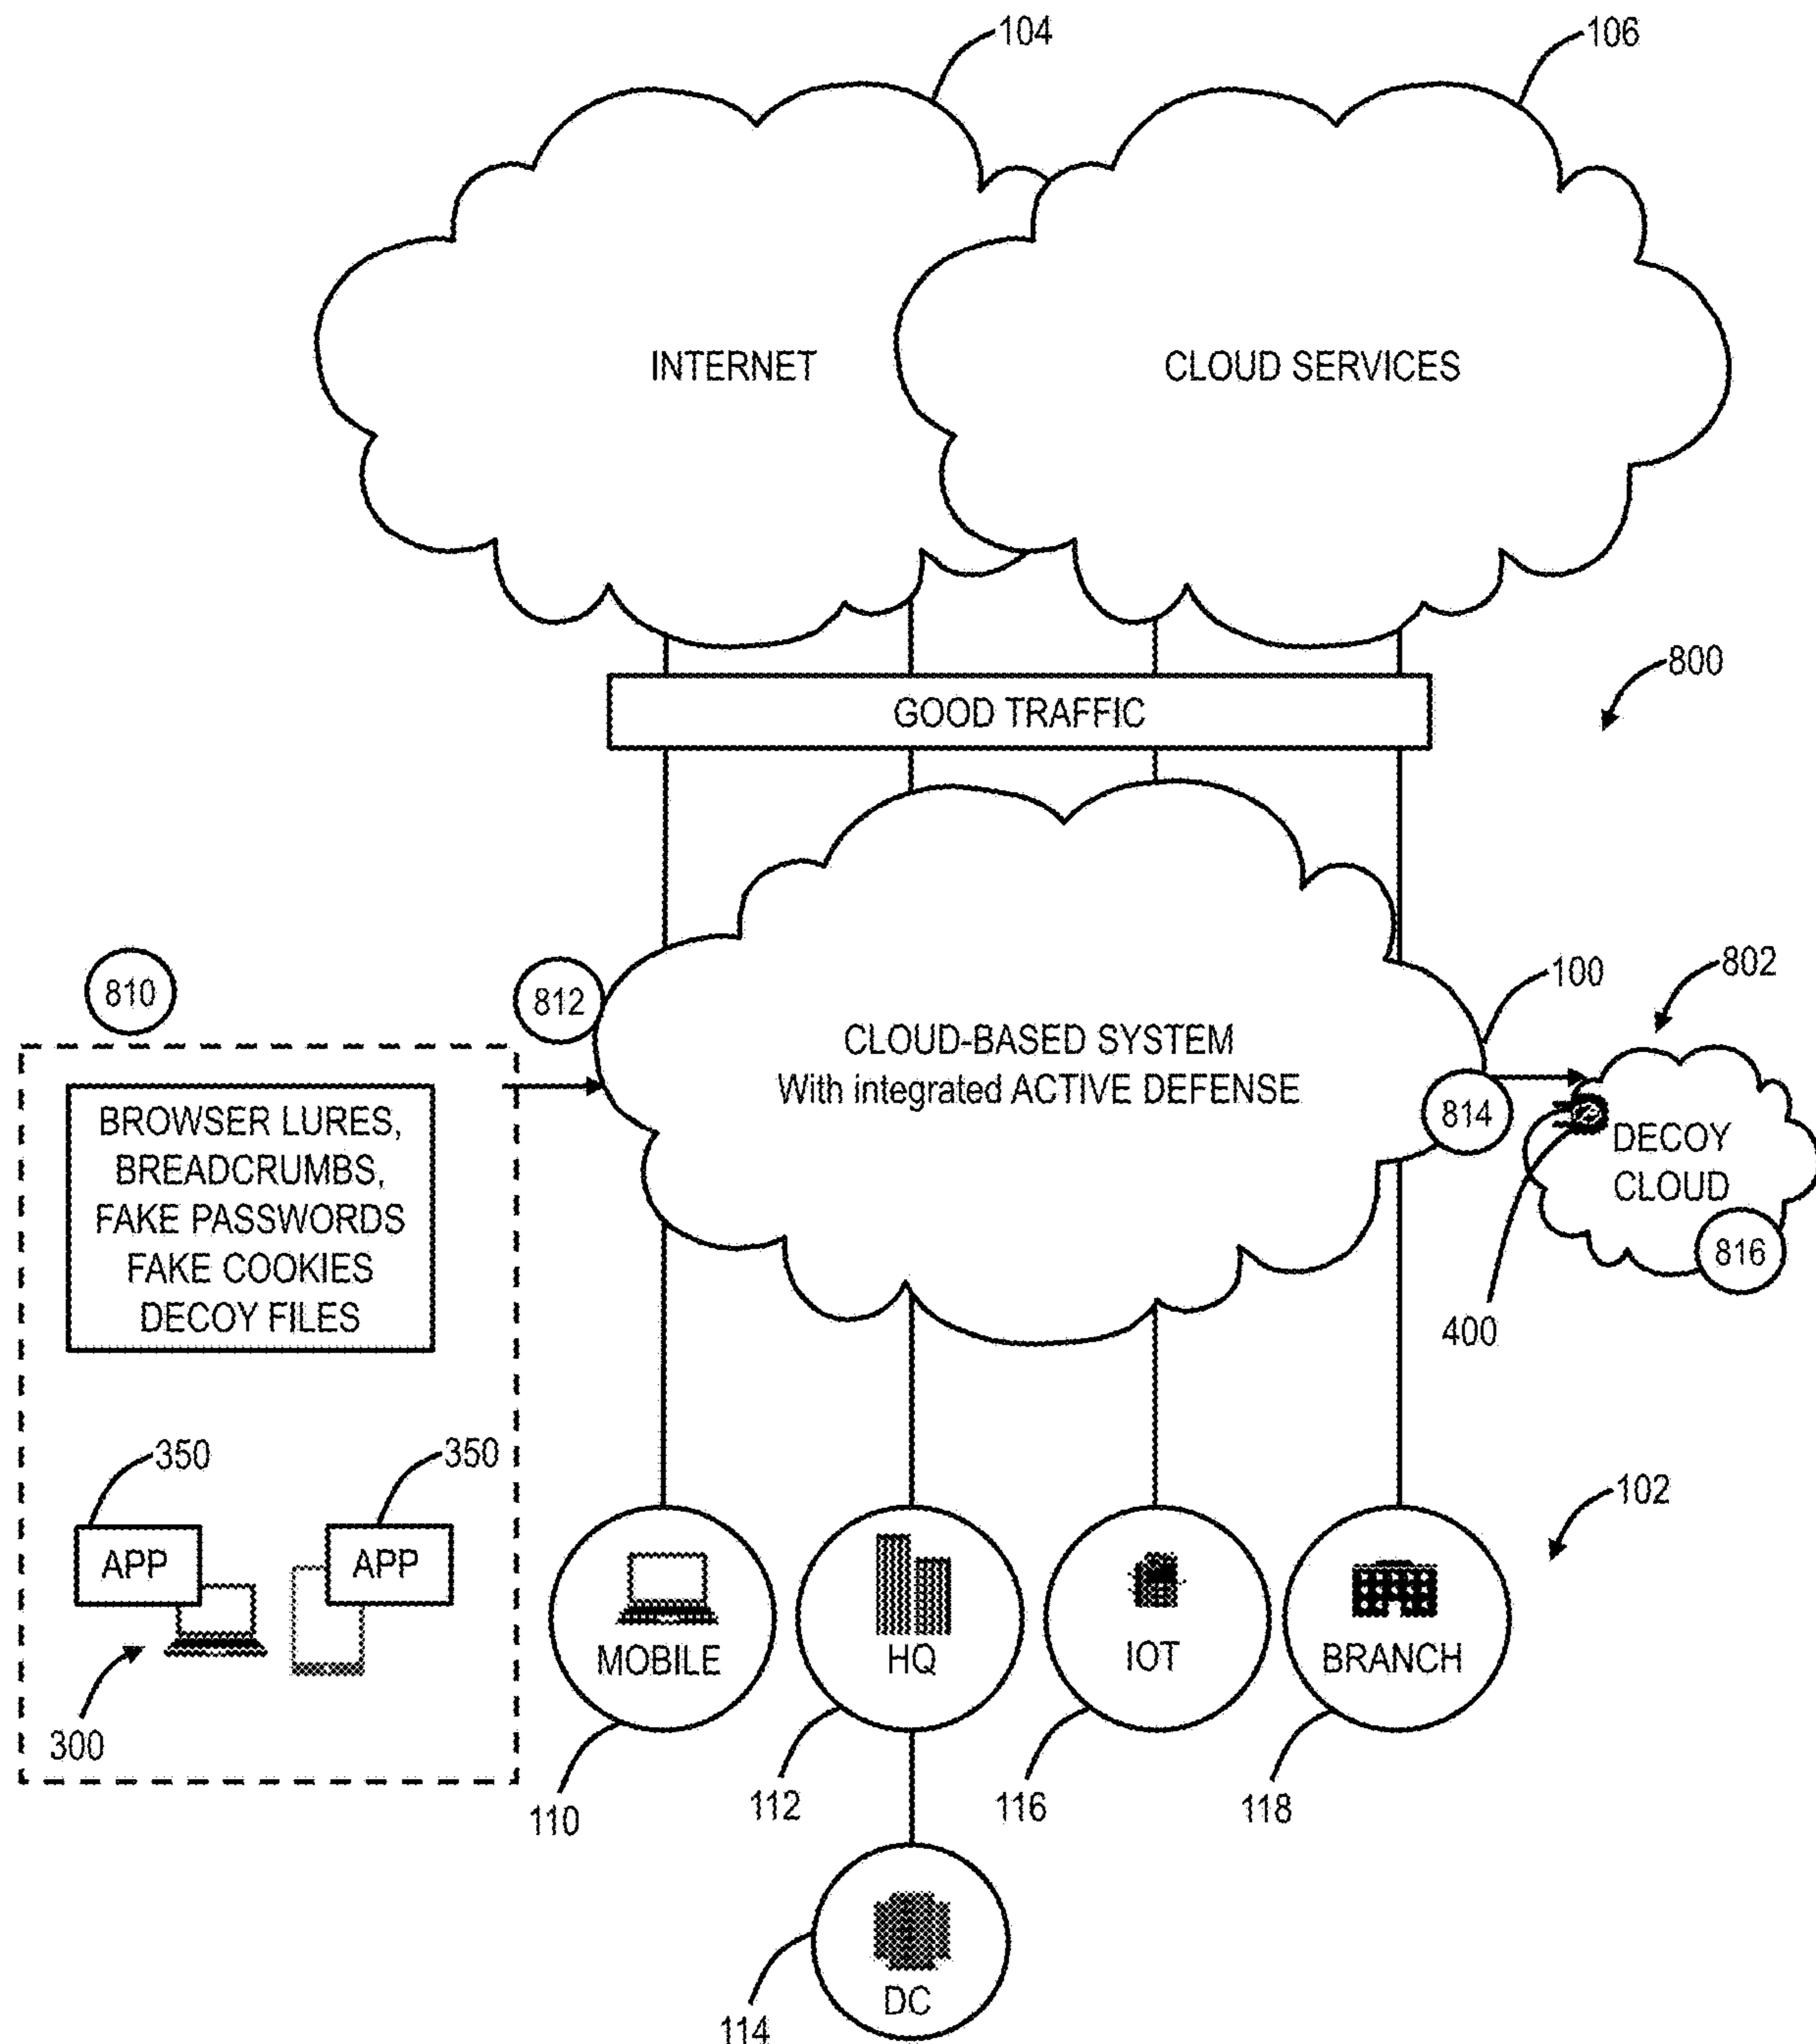 104
106
INTERNET
CLOUD SERVICES
800
GOOD TRAFFIC
810
812
100
802
CLOUD-BASED SYSTEM
With integrated ACTIVE DEFENSE
814
DECOY
CLOUD
816
400
BROWSER LURES,
BREADCRUMBS,
FAKE PASSWORDS
FAKE COOKIES
DECOY FILES
350
350
APP
APP
300
102
MOBILE
HQ
IOT
BRANCH
110
112
116
118
DC
114